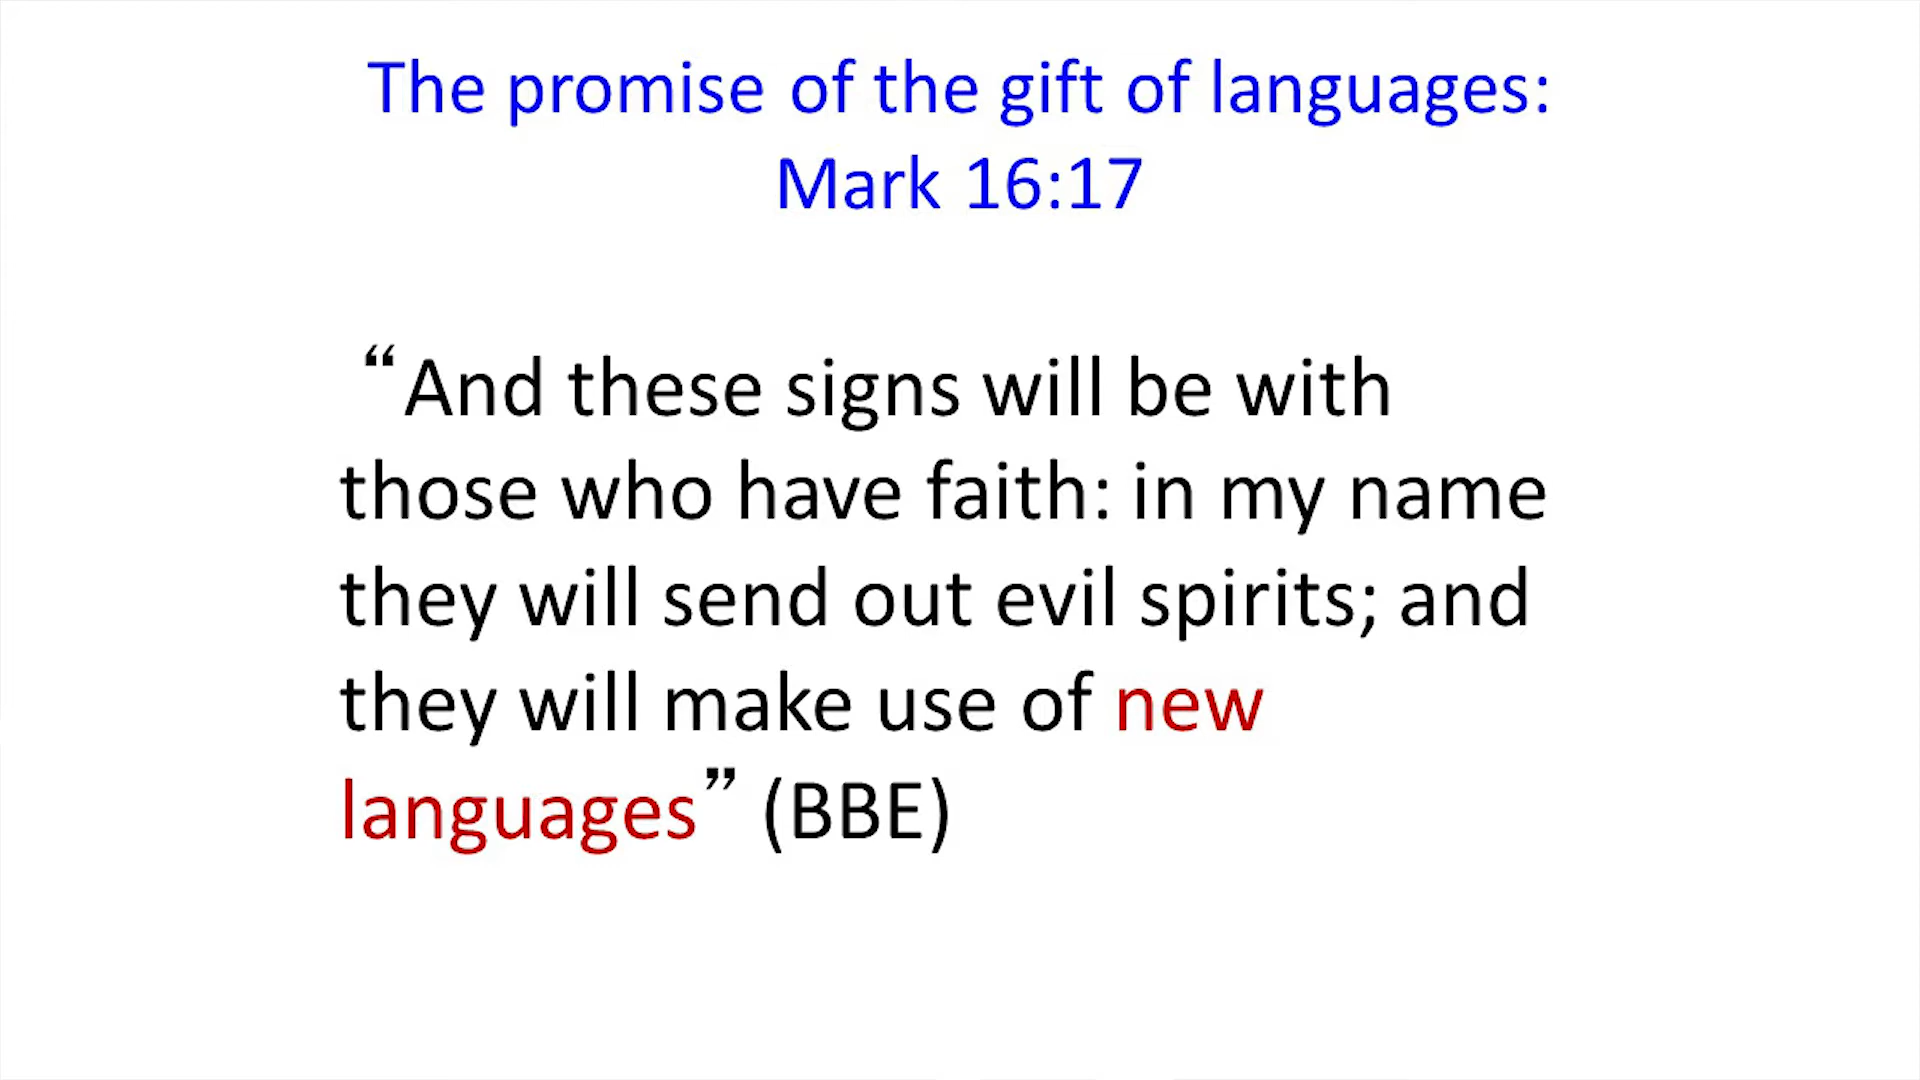 The promise of the gift of languages:
Mark 16:17
“And these signs will be with
those who have faith: in my name
they will send out evil spirits; and
they will make use of new
languages” (BBE)